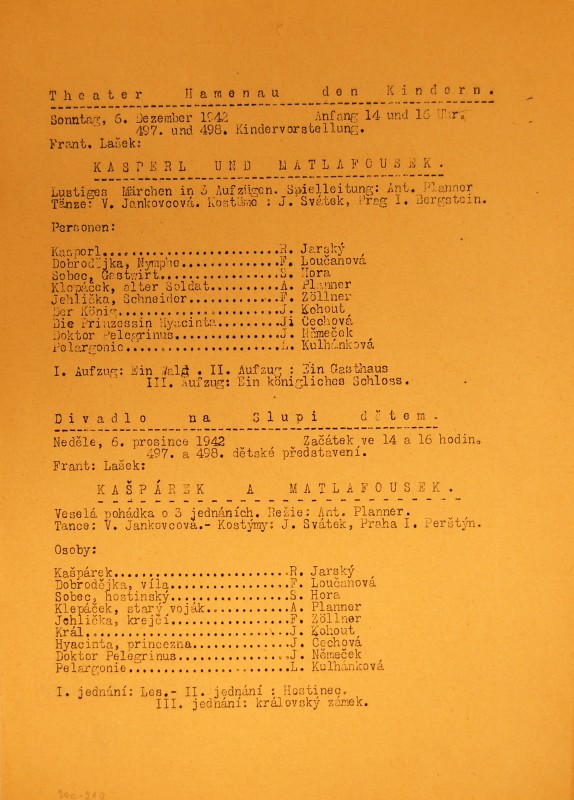 Theater Hamenau den Kindern.
Sonntag, 6. Dezember 1942 Anfang 14 und 16 Uhr.
497. und 498. Kindervorstellung.
Frant. Lašek:
KASPERL UND MATLAFOUSEK.
Lustiges Märchen in 3 Aufzügen. Spielleitung: Ant. Planner
Tänze: V. Jankovcová. Kostüme : J. Svátek, Prag I. Bergstein.
Personen:
Kasperl............................R. Jarský
Dobrodějka, Nymphe.................F. Loučanová
Sobec, Gastwirt....................S. Hora
Klepáček, alter Soldat.............A. Planner
Jehlička, Schneider................F. Zöllner
Der König..........................J. Kohout
Die Prinzessin Hyacinta............Ji Čechová
Doktor Pelegrinus..................J. Němeček
Pelargonie.........................L. Kulhánková
I. Aufzug: Ein Wald . II. Aufzug : Ein Gasthaus
III. Aufzug: Ein königliches Schloss.
Divadlo na Slupi dětem.
Neděle, 6. prosince 1942 Začátek ve 14 a 16 hodin.
497. a 498. dětské představení.
Frant: Lašek:
KAŠPÁREK A MATLAFOUSEK.
Veselá pohádka o 3 jednáních. Režie: Ant. Planner.
Tance: V. Jankovcová.- Kostýmy: J. Svátek, Praha I. Perštýn.
Osoby:
Kašpárek...........................R. Jarský
Dobrodějka, víla...................F. Loučanová
Sobec, hostinský...................S. Hora
Klepáček, starý voják..............A. Planner
Jehlička, krejčí...................F. Zöllner
Král...............................J. Kohout
Hyacinta, princezna................J. Čechová
Doktor Pelegrinus..................J. Němeček
Pelargonie.........................L. Kulhánková
I. jednání: Les.- II. jednání : Hostinec.
III. jednání: královský zámek.